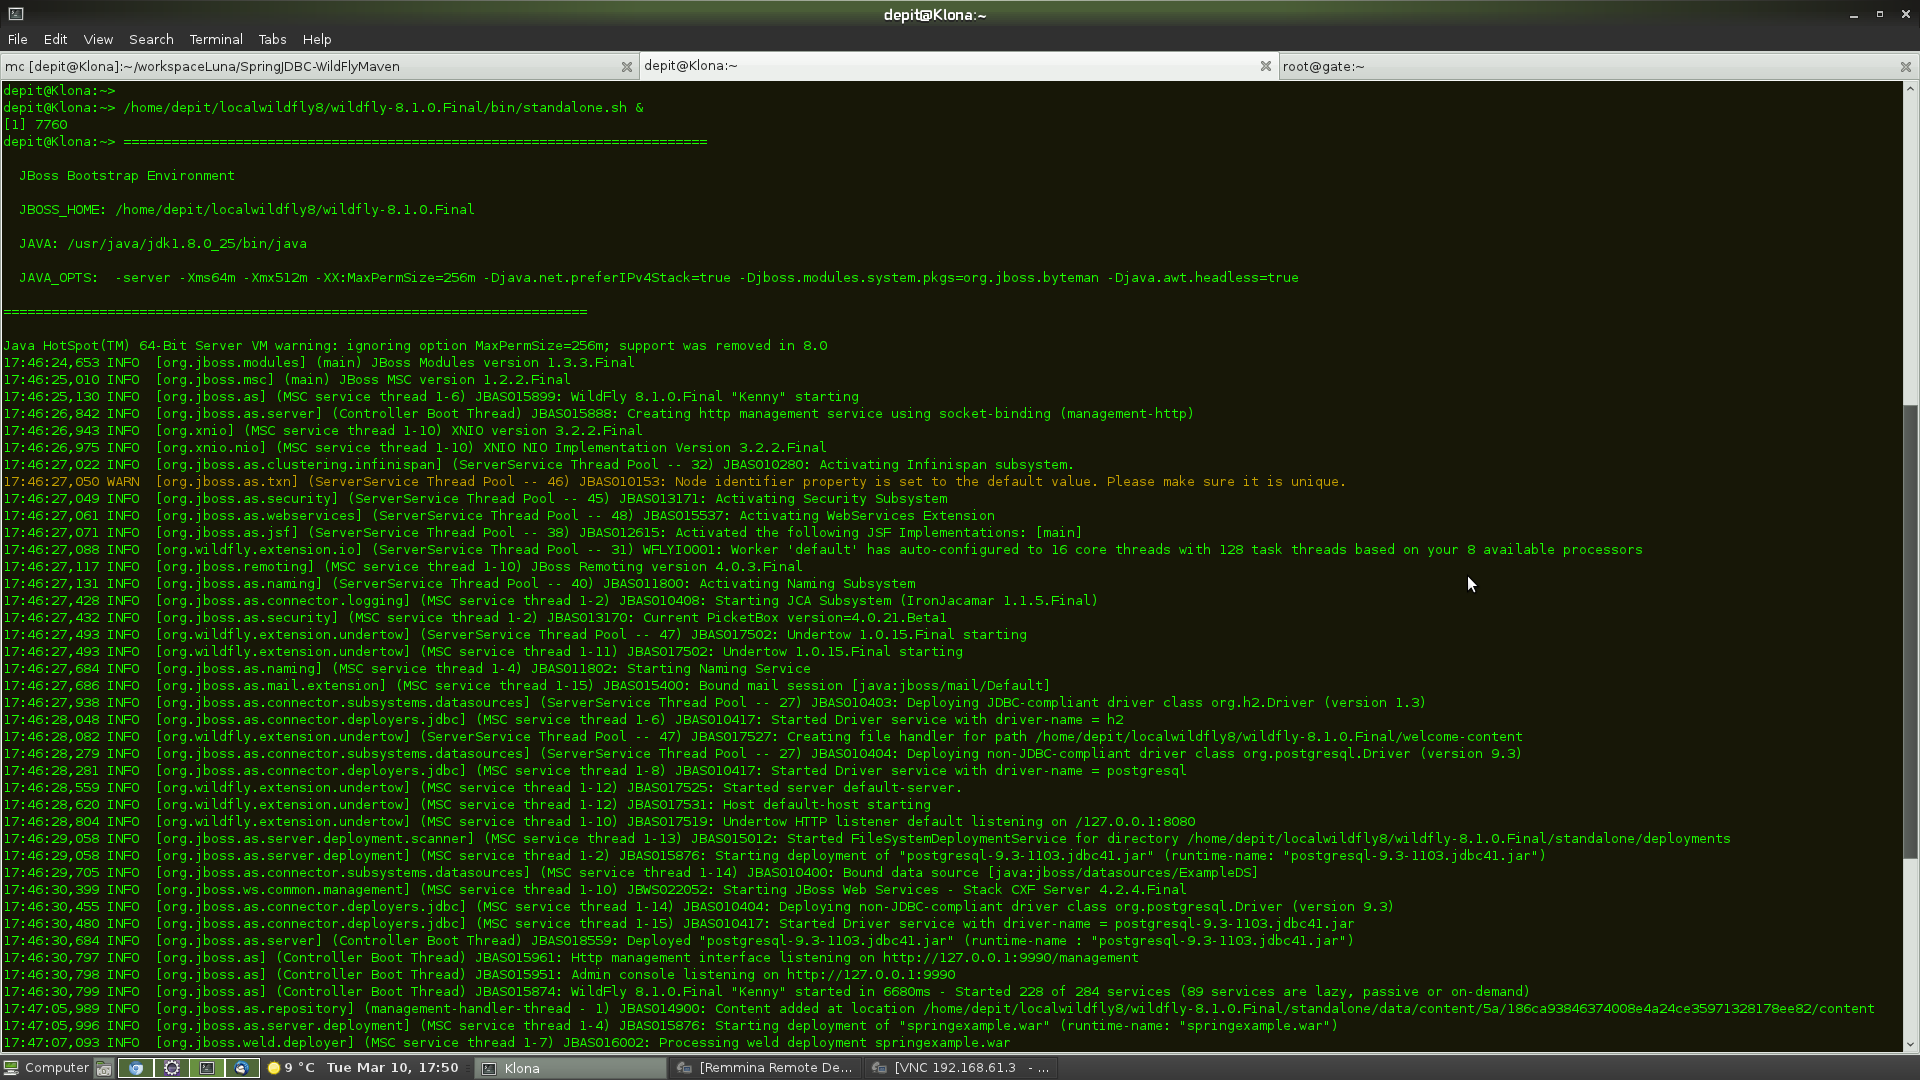 depit@Klona:~
File Edit View Search Terminal Tabs Help
mc [depit@Klona]:~/workspaceLuna/SpringJDBC-WildFlyMaven
depit@Klona:~
root@gate:~
depit@Klona:~>
depit@Klona:~> /home/depit/localwildfly8/wildfly-8.1.0.Final/bin/standalone.sh &
[1] 7760
depit@Klona:~> =========================================================================
JBoss Bootstrap Environment
JBOSS_HOME: /home/depit/localwildfly8/wildfly-8.1.0.Final
JAVA: /usr/java/jdk1.8.0_25/bin/java
JAVA_OPTS:  -server -Xms64m -Xmx512m -XX:MaxPermSize=256m -Djava.net.preferIPv4Stack=true -Djboss.modules.system.pkgs=org.jboss.byteman -Djava.awt.headless=true
=========================================================================
Java HotSpot(TM) 64-Bit Server VM warning: ignoring option MaxPermSize=256m; support was removed in 8.0
17:46:24,653 INFO  [org.jboss.modules] (main) JBoss Modules version 1.3.3.Final
17:46:25,010 INFO  [org.jboss.msc] (main) JBoss MSC version 1.2.2.Final
17:46:25,130 INFO  [org.jboss.as] (MSC service thread 1-6) JBAS015899: WildFly 8.1.0.Final "Kenny" starting
17:46:26,842 INFO  [org.jboss.as.server] (Controller Boot Thread) JBAS015888: Creating http management service using socket-binding (management-http)
17:46:26,943 INFO  [org.xnio] (MSC service thread 1-10) XNIO version 3.2.2.Final
17:46:26,975 INFO  [org.xnio.nio] (MSC service thread 1-10) XNIO NIO Implementation Version 3.2.2.Final
17:46:27,022 INFO  [org.jboss.as.clustering.infinispan] (ServerService Thread Pool -- 32) JBAS010280: Activating Infinispan subsystem.
17:46:27,050 WARN  [org.jboss.as.txn] (ServerService Thread Pool -- 46) JBAS010153: Node identifier property is set to the default value. Please make sure it is unique.
17:46:27,049 INFO  [org.jboss.as.security] (ServerService Thread Pool -- 45) JBAS013171: Activating Security Subsystem
17:46:27,061 INFO  [org.jboss.as.webservices] (ServerService Thread Pool -- 48) JBAS015537: Activating WebServices Extension
17:46:27,071 INFO  [org.jboss.as.jsf] (ServerService Thread Pool -- 38) JBAS012615: Activated the following JSF Implementations: [main]
17:46:27,088 INFO  [org.wildfly.extension.io] (ServerService Thread Pool -- 31) WFLYIO001: Worker 'default' has auto-configured to 16 core threads with 128 task threads based on your 8 available processors
17:46:27,117 INFO  [org.jboss.remoting] (MSC service thread 1-10) JBoss Remoting version 4.0.3.Final
17:46:27,131 INFO  [org.jboss.as.naming] (ServerService Thread Pool -- 40) JBAS011800: Activating Naming Subsystem
17:46:27,428 INFO  [org.jboss.as.connector.logging] (MSC service thread 1-2) JBAS010408: Starting JCA Subsystem (IronJacamar 1.1.5.Final)
17:46:27,432 INFO  [org.jboss.as.security] (MSC service thread 1-2) JBAS013170: Current PicketBox version=4.0.21.Beta1
17:46:27,493 INFO  [org.wildfly.extension.undertow] (ServerService Thread Pool -- 47) JBAS017502: Undertow 1.0.15.Final starting
17:46:27,493 INFO  [org.wildfly.extension.undertow] (MSC service thread 1-11) JBAS017502: Undertow 1.0.15.Final starting
17:46:27,684 INFO  [org.jboss.as.naming] (MSC service thread 1-4) JBAS011802: Starting Naming Service
17:46:27,686 INFO  [org.jboss.as.mail.extension] (MSC service thread 1-15) JBAS015400: Bound mail session [java:jboss/mail/Default]
17:46:27,938 INFO  [org.jboss.as.connector.subsystems.datasources] (ServerService Thread Pool -- 27) JBAS010403: Deploying JDBC-compliant driver class org.h2.Driver (version 1.3)
17:46:28,048 INFO  [org.jboss.as.connector.deployers.jdbc] (MSC service thread 1-6) JBAS010417: Started Driver service with driver-name = h2
17:46:28,082 INFO  [org.wildfly.extension.undertow] (ServerService Thread Pool -- 47) JBAS017527: Creating file handler for path /home/depit/localwildfly8/wildfly-8.1.0.Final/welcome-content
17:46:28,279 INFO  [org.jboss.as.connector.subsystems.datasources] (ServerService Thread Pool -- 27) JBAS010404: Deploying non-JDBC-compliant driver class org.postgresql.Driver (version 9.3)
17:46:28,281 INFO  [org.jboss.as.connector.deployers.jdbc] (MSC service thread 1-8) JBAS010417: Started Driver service with driver-name = postgresql
17:46:28,559 INFO  [org.wildfly.extension.undertow] (MSC service thread 1-12) JBAS017525: Started server default-server.
17:46:28,620 INFO  [org.wildfly.extension.undertow] (MSC service thread 1-12) JBAS017531: Host default-host starting
17:46:28,804 INFO  [org.wildfly.extension.undertow] (MSC service thread 1-10) JBAS017519: Undertow HTTP listener default listening on /127.0.0.1:8080
17:46:29,058 INFO  [org.jboss.as.server.deployment.scanner] (MSC service thread 1-13) JBAS015012: Started FileSystemDeploymentService for directory /home/depit/localwildfly8/wildfly-8.1.0.Final/standalone/deployments
17:46:29,058 INFO  [org.jboss.as.server.deployment] (MSC service thread 1-2) JBAS015876: Starting deployment of "postgresql-9.3-1103.jdbc41.jar" (runtime-name: "postgresql-9.3-1103.jdbc41.jar")
17:46:29,705 INFO  [org.jboss.as.connector.subsystems.datasources] (MSC service thread 1-14) JBAS010400: Bound data source [java:jboss/datasources/ExampleDS]
17:46:30,399 INFO  [org.jboss.ws.common.management] (MSC service thread 1-10) JBWS022052: Starting JBoss Web Services - Stack CXF Server 4.2.4.Final
17:46:30,455 INFO  [org.jboss.as.connector.deployers.jdbc] (MSC service thread 1-14) JBAS010404: Deploying non-JDBC-compliant driver class org.postgresql.Driver (version 9.3)
17:46:30,480 INFO  [org.jboss.as.connector.deployers.jdbc] (MSC service thread 1-15) JBAS010417: Started Driver service with driver-name = postgresql-9.3-1103.jdbc41.jar
17:46:30,684 INFO  [org.jboss.as.server] (Controller Boot Thread) JBAS018559: Deployed "postgresql-9.3-1103.jdbc41.jar" (runtime-name : "postgresql-9.3-1103.jdbc41.jar")
17:46:30,797 INFO  [org.jboss.as] (Controller Boot Thread) JBAS015961: Http management interface listening on http://127.0.0.1:9990/management
17:46:30,798 INFO  [org.jboss.as] (Controller Boot Thread) JBAS015951: Admin console listening on http://127.0.0.1:9990
17:46:30,799 INFO  [org.jboss.as] (Controller Boot Thread) JBAS015874: WildFly 8.1.0.Final "Kenny" started in 6680ms - Started 228 of 284 services (89 services are lazy, passive or on-demand)
17:47:05,989 INFO  [org.jboss.as.repository] (management-handler-thread - 1) JBAS014900: Content added at location /home/depit/localwildfly8/wildfly-8.1.0.Final/standalone/data/content/5a/186ca93846374008e4a24ce35971328178ee82/content
17:47:05,996 INFO  [org.jboss.as.server.deployment] (MSC service thread 1-4) JBAS015876: Starting deployment of "springexample.war" (runtime-name: "springexample.war")
17:47:07,093 INFO  [org.jboss.weld.deployer] (MSC service thread 1-7) JBAS016002: Processing weld deployment springexample.war
Computer 9 °C Tue Mar 10, 17:50 Klona [Remmina Remote De... [VNC 192.168.61.3 - ...